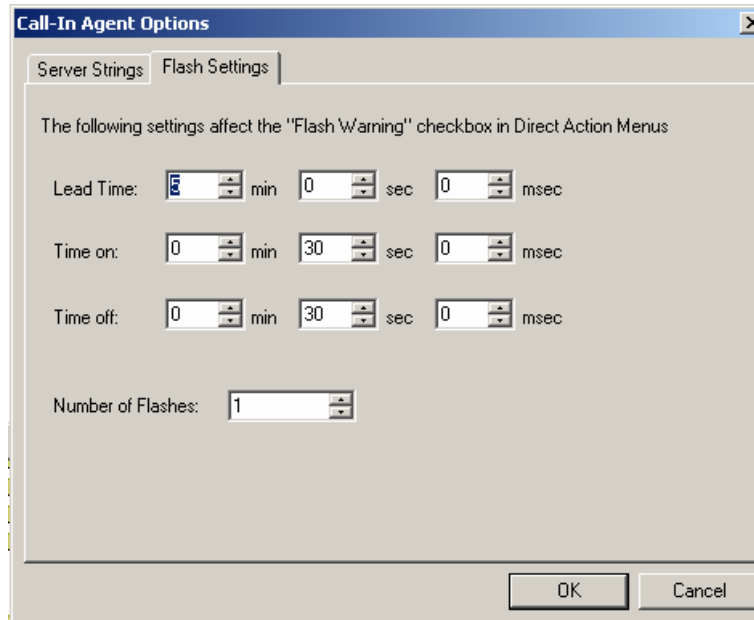 Call-In Agent Options
Server Strings Flash Settings
The following settings affect the "Flash Warning" checkbox in Direct Action Menus
Lead Time: 5 min 0 sec 0 msec
Time on: 0 min 30 sec 0 msec
Time off: 0 min 30 sec 0 msec
Number of Flashes: 1
OK Cancel